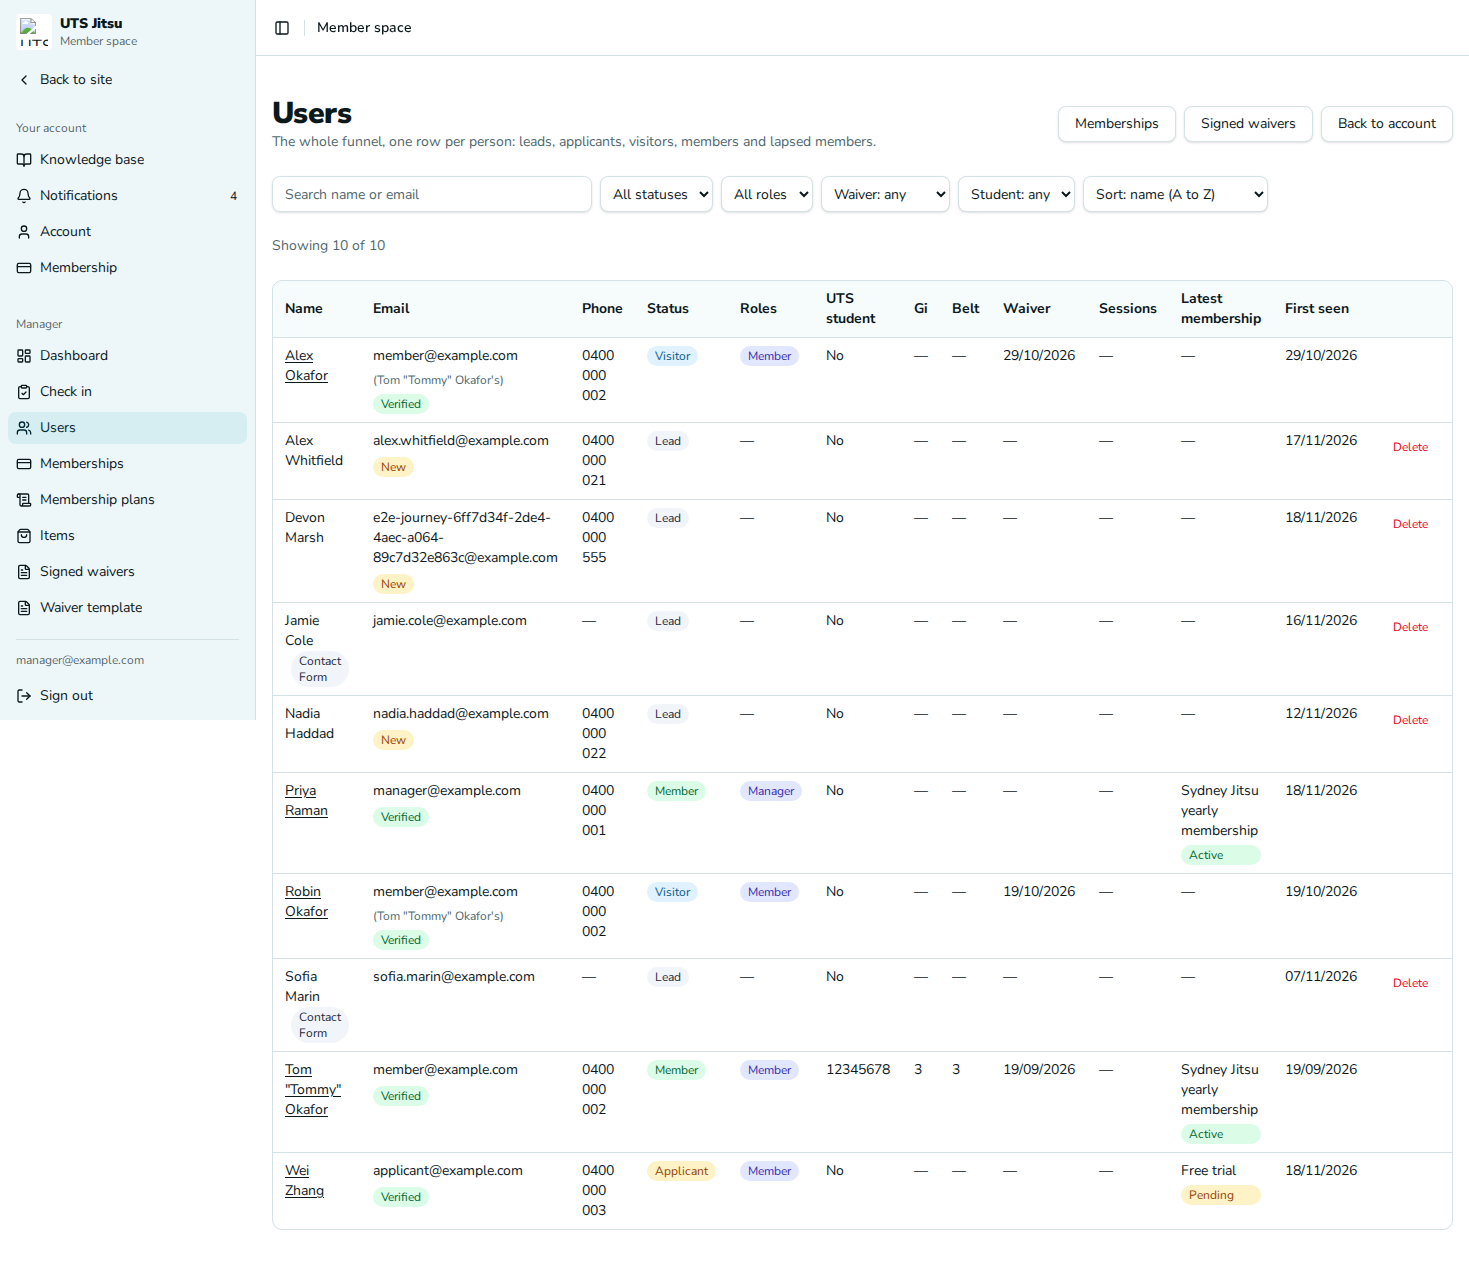 UTS Jitsu
Member space
Back to site
Your account
Knowledge base
Notifications 4
Account
Membership
Manager
Dashboard
Check in
Users
Memberships
Membership plans
Items
Signed waivers
Waiver template
manager@example.com
Sign out
Member space
Users
The whole funnel, one row per person: leads, applicants, visitors, members and lapsed members.
Memberships Signed waivers Back to account
Search name or email All statuses All roles Waiver: any Student: any Sort: name (A to Z)
Showing 10 of 10
Name Email Phone Status Roles UTS student Gi Belt Waiver Sessions Latest membership First seen
Alex Okafor member@example.com (Tom "Tommy" Okafor's) Verified 0400 000 002 Visitor Member No — — 29/10/2026 — — 29/10/2026
Alex Whitfield alex.whitfield@example.com New 0400 000 021 Lead — No — — — — — 17/11/2026 Delete
Devon Marsh e2e-journey-6ff7d34f-2de4-4aec-a064-89c7d32e863c@example.com New 0400 000 555 Lead — No — — — — — 18/11/2026 Delete
Jamie Cole Contact Form jamie.cole@example.com — Lead — No — — — — — 16/11/2026 Delete
Nadia Haddad nadia.haddad@example.com New 0400 000 022 Lead — No — — — — — 12/11/2026 Delete
Priya Raman manager@example.com Verified 0400 000 001 Member Manager No — — — — Sydney Jitsu yearly membership Active 18/11/2026
Robin Okafor member@example.com (Tom "Tommy" Okafor's) Verified 0400 000 002 Visitor Member No — — 19/10/2026 — — 19/10/2026
Sofia Marin Contact Form sofia.marin@example.com — Lead — No — — — — — 07/11/2026 Delete
Tom "Tommy" Okafor member@example.com Verified 0400 000 002 Member Member 12345678 3 3 19/09/2026 — Sydney Jitsu yearly membership Active 19/09/2026
Wei Zhang applicant@example.com Verified 0400 000 003 Applicant Member No — — — — Free trial Pending 18/11/2026